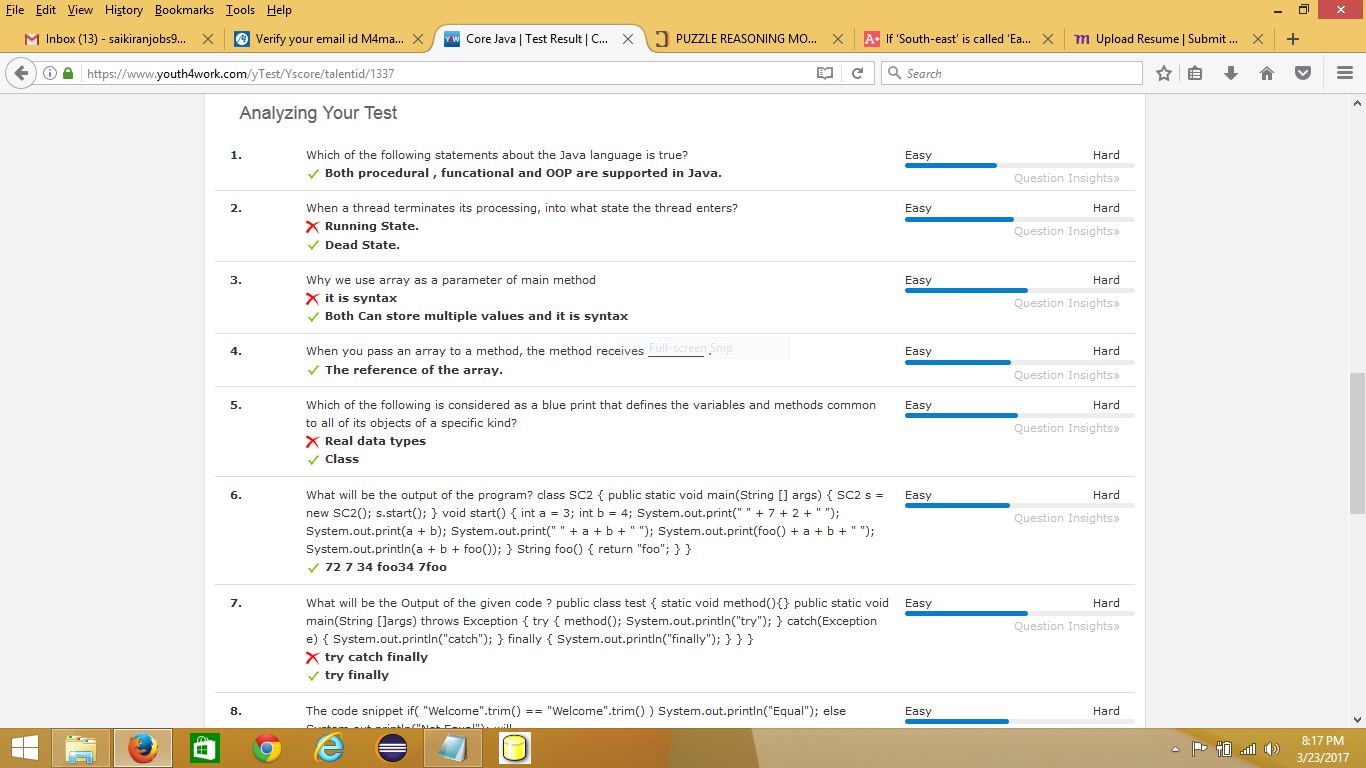 File Edit View History Bookmarks Tools Help
Inbox (13) - saikiranjobs9... Verify your email id M4ma... Core Java | Test Result | C... PUZZLE REASONING MO... If 'South-east' is called 'Ea... Upload Resume | Submit ...
https://www.youth4work.com/yTest/Yscore/talentid/1337 Search
Analyzing Your Test
1. Which of the following statements about the Java language is true? Easy Hard
Both procedural , funcational and OOP are supported in Java.
Question Insights»
2. When a thread terminates its processing, into what state the thread enters? Easy Hard
Running State.
Question Insights»
Dead State.
3. Why we use array as a parameter of main method Easy Hard
it is syntax
Question Insights»
Both Can store multiple values and it is syntax
Full-screen Snip
4. When you pass an array to a method, the method receives _________ . Easy Hard
The reference of the array.
Question Insights»
5. Which of the following is considered as a blue print that defines the variables and methods common Easy Hard
to all of its objects of a specific kind?
Question Insights»
Real data types
Class
6. What will be the output of the program? class SC2 { public static void main(String [] args) { SC2 s = Easy Hard
new SC2(); s.start(); } void start() { int a = 3; int b = 4; System.out.print(" " + 7 + 2 + " ");
Question Insights»
System.out.print(a + b); System.out.print(" " + a + b + " "); System.out.print(foo() + a + b + " ");
System.out.println(a + b + foo()); } String foo() { return "foo"; } }
72 7 34 foo34 7foo
7. What will be the Output of the given code ? public class test { static void method(){} public static void Easy Hard
main(String []args) throws Exception { try { method(); System.out.println("try"); } catch(Exception
Question Insights»
e) { System.out.println("catch"); } finally { System.out.println("finally"); } } }
try catch finally
try finally
8. The code snippet if( "Welcome".trim() == "Welcome".trim() ) System.out.println("Equal"); else Easy Hard
System.out.println("Not Equal"); will
8:17 PM
3/23/2017